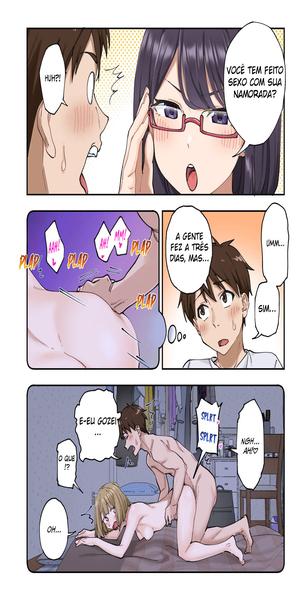 VOCÊ TEM FEITO
SEXO COM SUA
NAMORADA?
HUH?!
UMM...
SIM...
A GENTE
FEZ A TRÊS
DIAS, MAS...
MM!
AH!
AAH!
PLAP
PLAP
PLAP
PLAP
NGH...
AH!
SPLRT
SPLRT
E-EU GOZEI
...
O QUE
!?
OH...